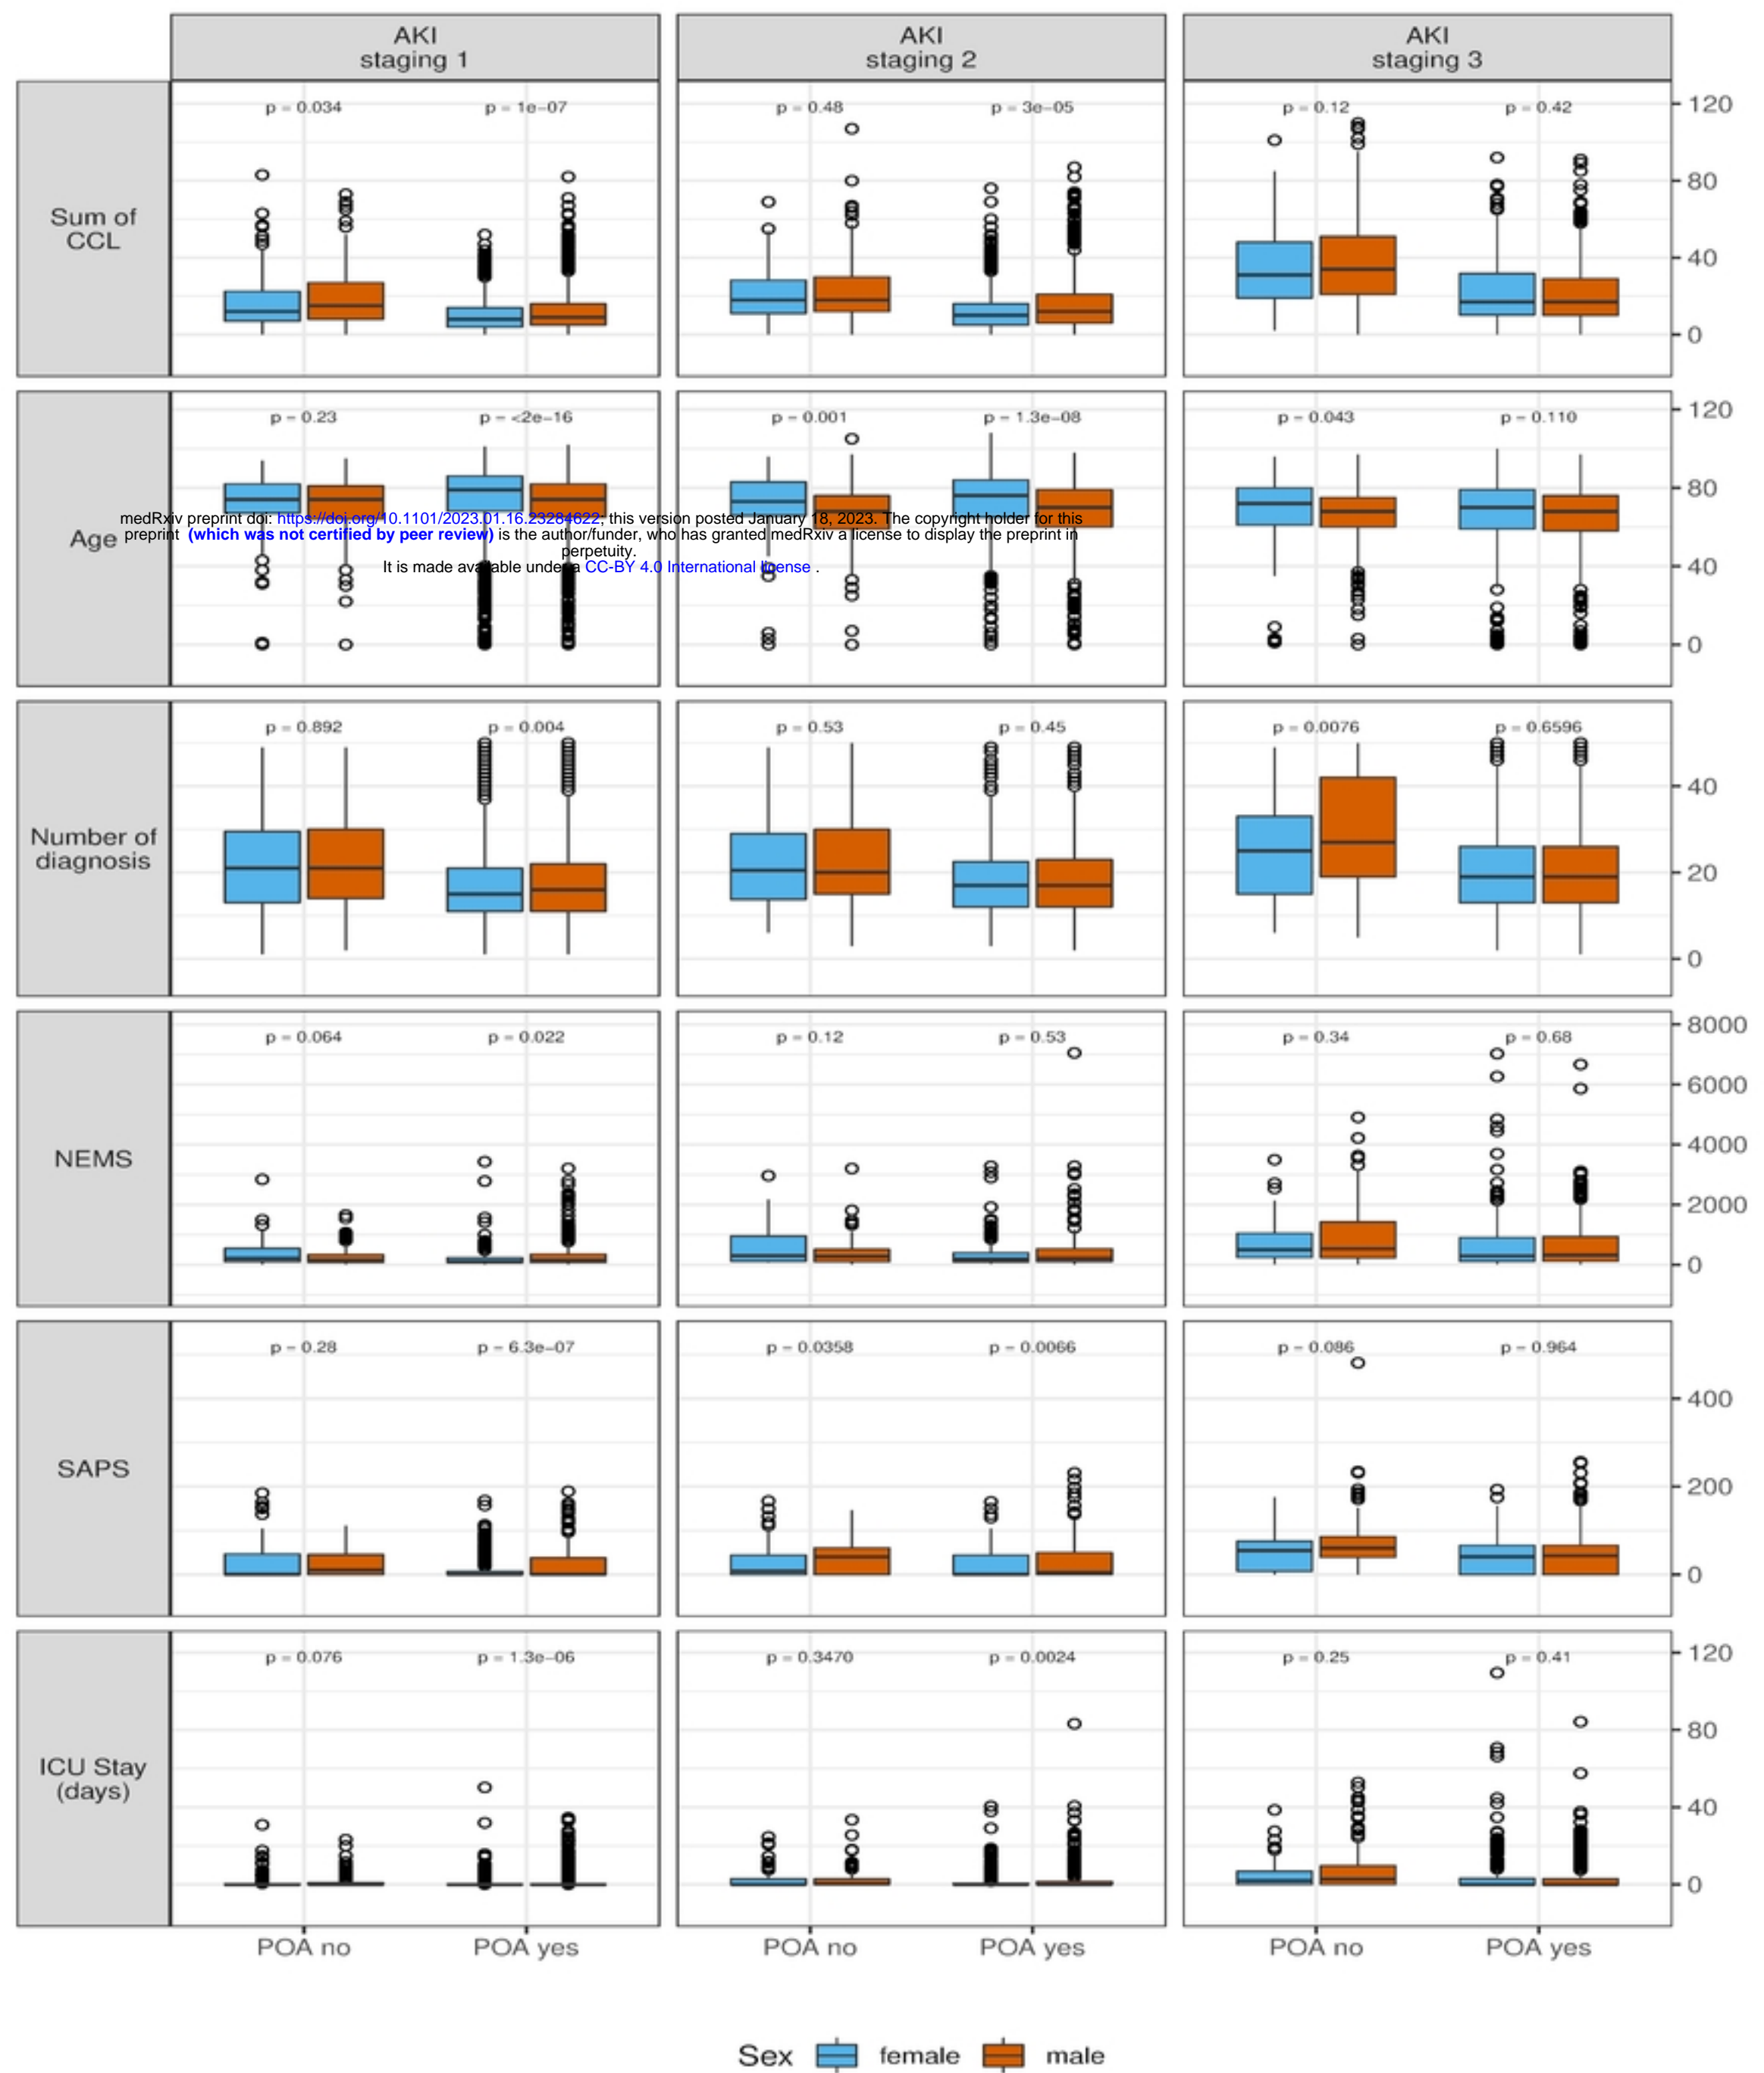 AKI
staging 1
AKI
staging 2
AKI
staging 3
Sum of
CCL
p = 0.034
p = 1e−07
p = 0.48
p = 3e−05
p = 0.12
p = 0.42
120
80
40
0
Age
p = 0.23
p = <2e−16
p = 0.001
p = 1.3e−08
p = 0.043
p = 0.110
120
80
40
0
medRxiv preprint doi: https://doi.org/10.1101/2023.01.16.23284622; this version posted January 18, 2023. The copyright holder for this
preprint (which was not certified by peer review) is the author/funder, who has granted medRxiv a license to display the preprint in
perpetuity.
It is made available under a CC-BY 4.0 International license .
Number of
diagnosis
p = 0.892
p = 0.004
p = 0.53
p = 0.45
p = 0.0076
p = 0.6596
40
20
0
NEMS
p = 0.064
p = 0.022
p = 0.12
p = 0.53
p = 0.34
p = 0.68
8000
6000
4000
2000
0
SAPS
p = 0.28
p = 6.3e−07
p = 0.0358
p = 0.0066
p = 0.086
p = 0.964
400
200
0
ICU Stay
(days)
p = 0.076
p = 1.3e−06
p = 0.3470
p = 0.0024
p = 0.25
p = 0.41
120
80
40
0
POA no
POA yes
POA no
POA yes
POA no
POA yes
Sex female male